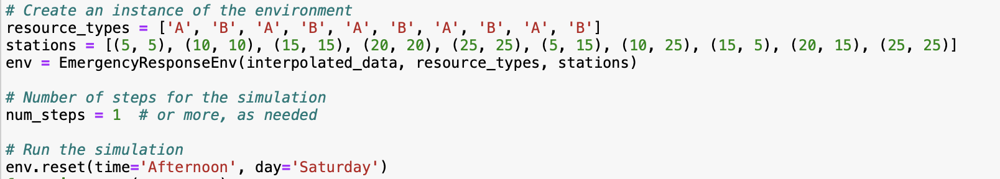 # Create an instance of the environment
resource_types = ['A', 'B', 'A', 'B', 'A', 'B', 'A', 'B', 'A', 'B']
stations = [(5, 5), (10, 10), (15, 15), (20, 20), (25, 25), (5, 15), (10, 25), (15, 5), (20, 15), (25, 25)]
env = EmergencyResponseEnv(interpolated_data, resource_types, stations)
# Number of steps for the simulation
num_steps = 1  # or more, as needed
# Run the simulation
env.reset(time='Afternoon', day='Saturday')